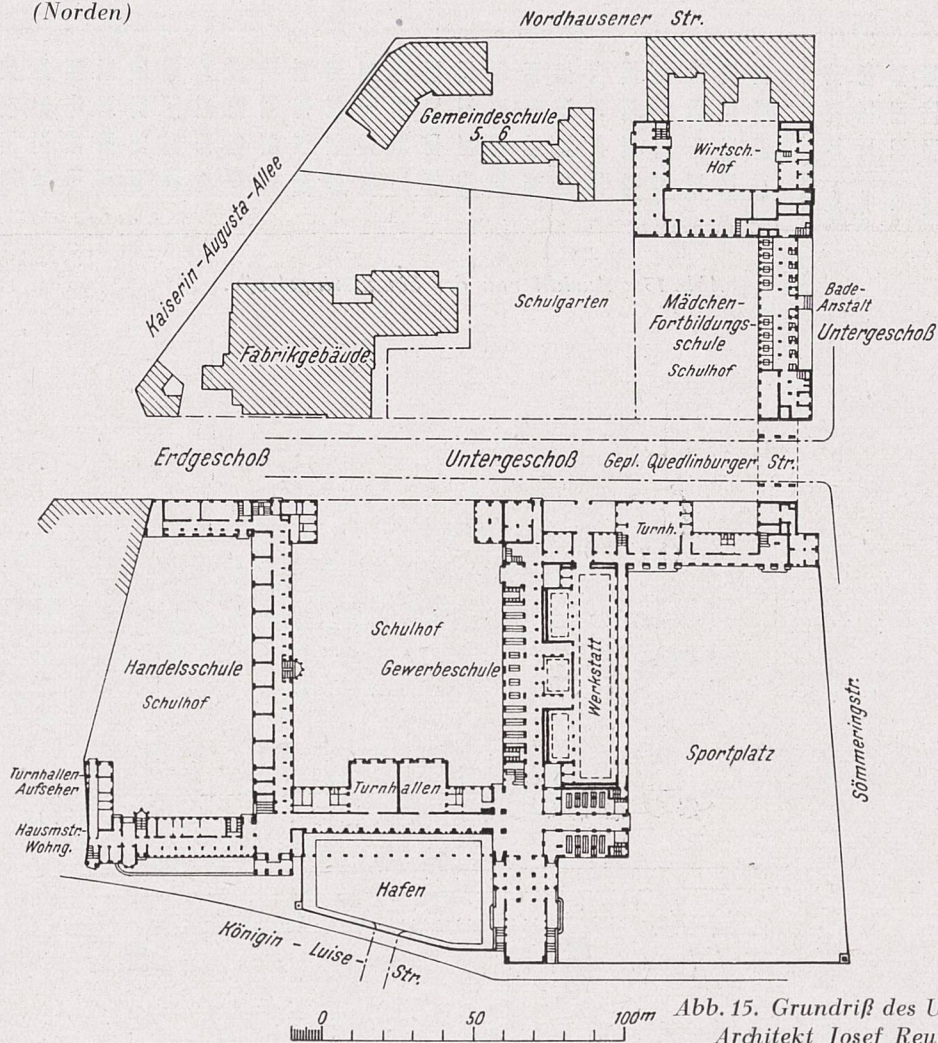 (Norden)
Nordhausener Str.
Gemeindeschule
5. 6
Wirtsch.-
Hof
Kaiserin-Augusta-Allee
Schulgarten
Mädchen-
Fortbildungs-
schule
Schulhof
Bade-
Anstalt
Untergeschoß
Fabrikgebäude
Erdgeschoß
Untergeschoß
Gepl. Quedlinburger Str.
Turnh.
Schulhof
Gewerbeschule
Handelsschule
Schulhof
Werkstatt
Sportplatz
Sömmeringstr.
Turnhallen-
Aufseher
Turnhallen
Hausmstr.-
Wohng.
Hafen
Königin-Luise-Str.
0 50 100m
Abb. 15. Grundriß des
Architekt Josef